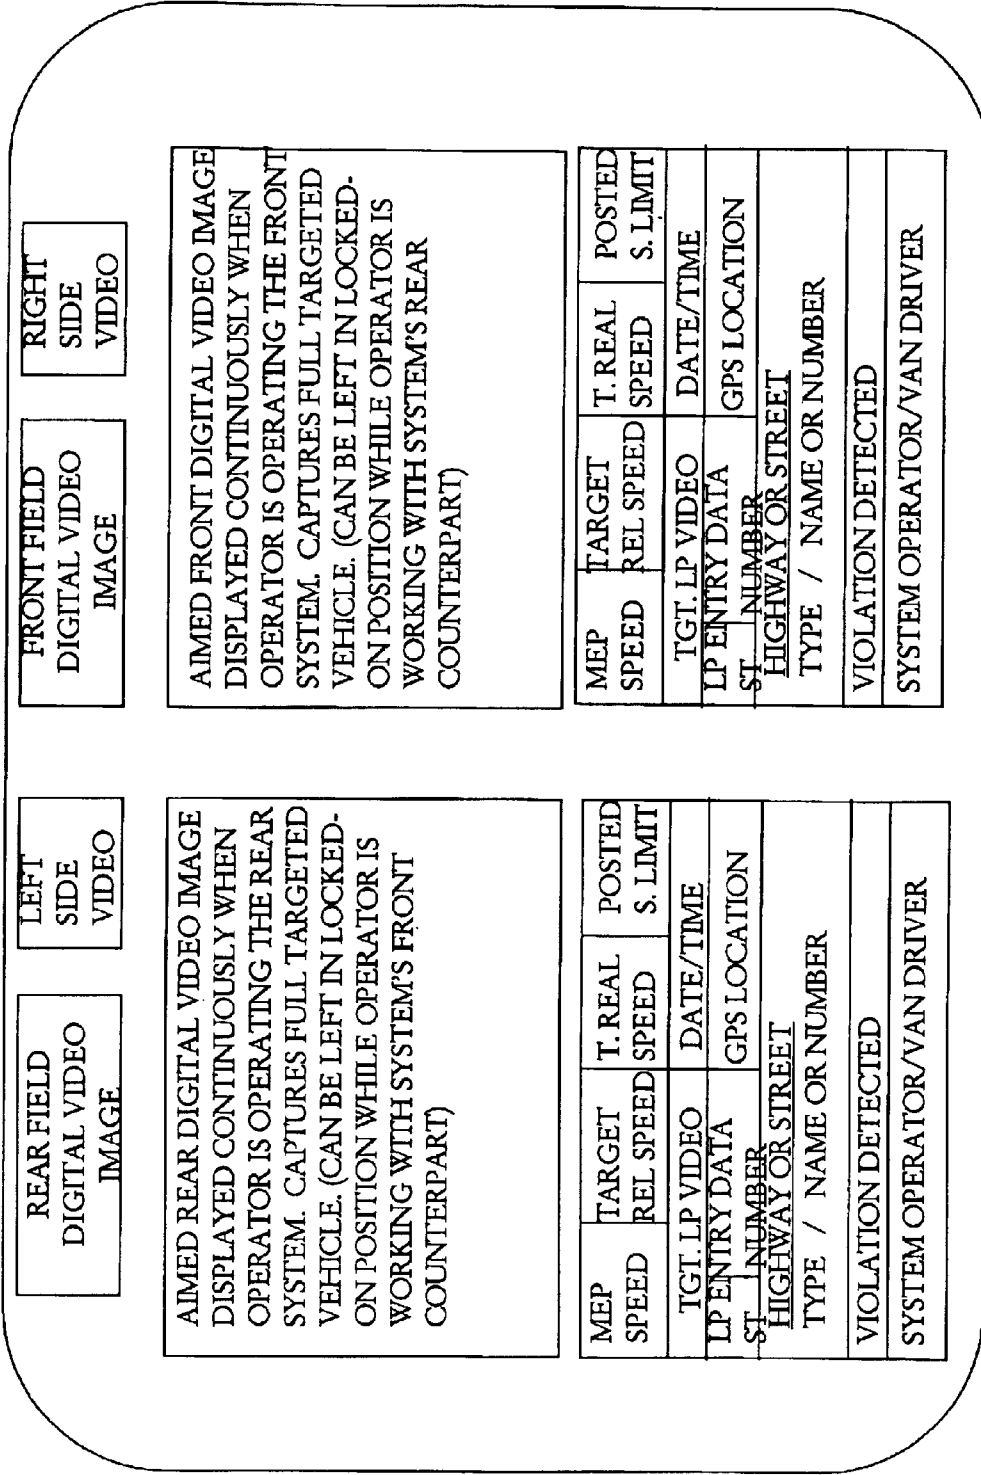 REAR FIELD
DIGITAL VIDEO
IMAGE
LEFT
SIDE
VIDEO
FRONT FIELD
DIGITAL VIDEO
IMAGE
RIGHT
SIDE
VIDEO
AIMED REAR DIGITAL VIDEO IMAGE
DISPLAYED CONTINUOUSLY WHEN
OPERATOR IS OPERATING THE REAR
SYSTEM. CAPTURES FULL TARGETED
VEHICLE. (CAN BE LEFT IN LOCKED-
ON POSITION WHILE OPERATOR IS
WORKING WITH SYSTEM'S FRONT
COUNTERPART)
AIMED FRONT DIGITAL VIDEO IMAGE
DISPLAYED CONTINUOUSLY WHEN
OPERATOR IS OPERATING THE FRONT
SYSTEM. CAPTURES FULL TARGETED
VEHICLE. (CAN BE LEFT IN LOCKED-
ON POSITION WHILE OPERATOR IS
WORKING WITH SYSTEM'S REAR
COUNTERPART)
MEP
SPEED
TARGET
REL SPEED
T. REAL
SPEED
POSTED
S. LIMIT
TGT. LP VIDEO
DATE/TIME
LP ENTRY DATA
GPS LOCATION
ST NUMBER
HIGHWAY OR STREET
TYPE / NAME OR NUMBER
VIOLATION DETECTED
SYSTEM OPERATOR/VAN DRIVER
MEP
SPEED
TARGET
REL SPEED
T. REAL
SPEED
POSTED
S. LIMIT
TGT. LP VIDEO
DATE/TIME
LP ENTRY DATA
GPS LOCATION
ST NUMBER
HIGHWAY OR STREET
TYPE / NAME OR NUMBER
VIOLATION DETECTED
SYSTEM OPERATOR/VAN DRIVER